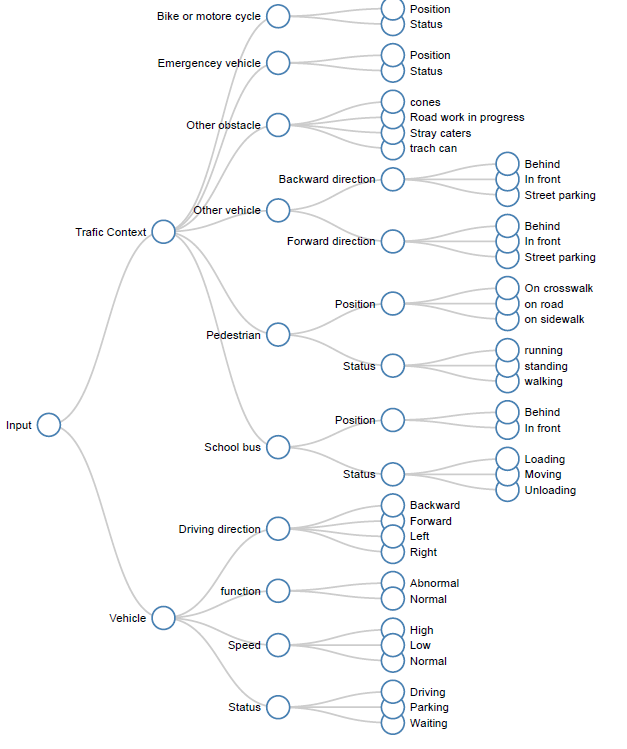 Bike or motore cycle
Position
Status
Emergencey vehicle
Position
Status
Other obstacle
cones
Road work in progress
Stray caters
trach can
Other vehicle
Backward direction
Behind
In front
Street parking
Forward direction
Behind
In front
Street parking
Trafic Context
Pedestrian
Position
On crosswalk
on road
on sidewalk
Status
running
standing
walking
School bus
Position
Behind
In front
Status
Loading
Moving
Unloading
Input
Vehicle
Driving direction
Backward
Forward
Left
Right
function
Abnormal
Normal
Speed
High
Low
Normal
Status
Driving
Parking
Waiting